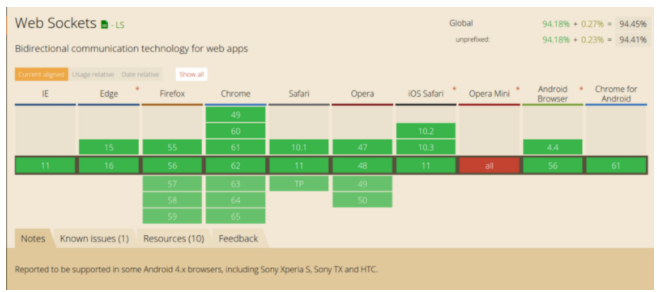 Web Sockets - LS
Global 94.18% + 0.27% = 94.45%
unprefixed: 94.18% + 0.23% = 94.41%
Bidirectional communication technology for web apps
Current aligned Usage relative Date relative Show all
IE Edge * Firefox Chrome Safari Opera iOS Safari * Opera Mini * Android Browser * Chrome for Android
49
60 10.2
15 55 61 10.1 47 10.3 4.4
11 16 56 62 11 48 11 all 56 61
57 63 TP 49
58 64 50
59 65
Notes Known issues (1) Resources (10) Feedback
Reported to be supported in some Android 4.x browsers, including Sony Xperia S, Sony TX and HTC.